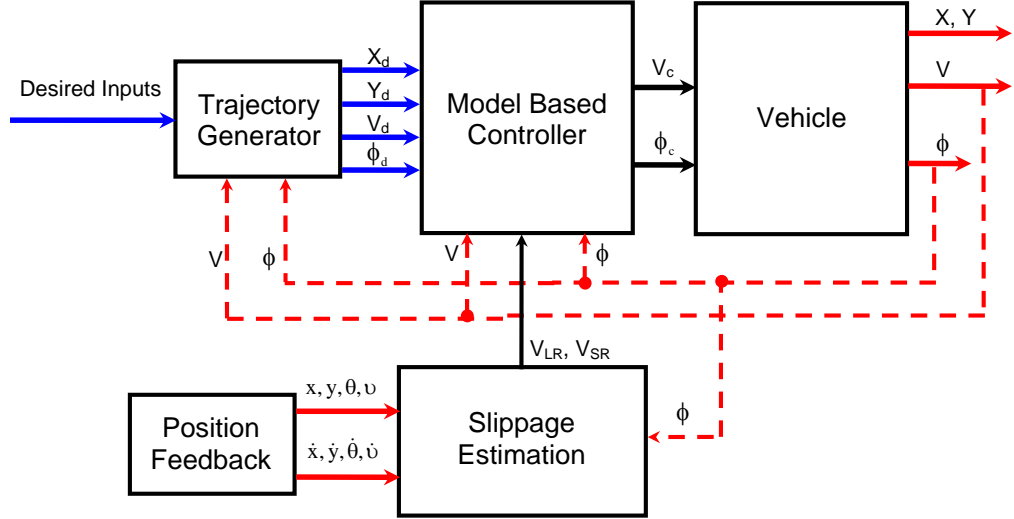 Desired Inputs
Trajectory
Generator
X_d
Y_d
V_d
ϕ_d
Model Based
Controller
V_c
ϕ_c
Vehicle
X, Y
V
ϕ
V
ϕ
V
ϕ
V_LR, V_SR
Position
Feedback
x, y, θ, υ
ẋ, ẏ, θ̇, υ̇
Slippage
Estimation
ϕ